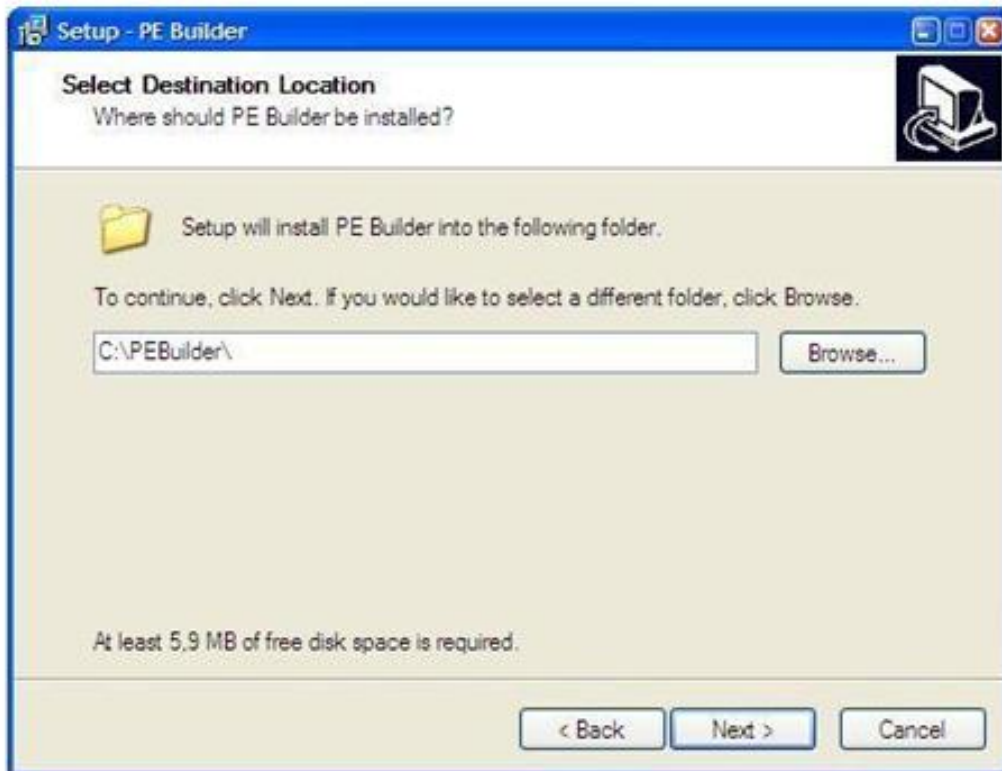 Setup - PE Builder
Select Destination Location
Where should PE Builder be installed?
Setup will install PE Builder into the following folder.
To continue, click Next. If you would like to select a different folder, click Browse.
C:\PEBuilder\
Browse...
At least 5,9 MB of free disk space is required.
< Back
Next >
Cancel